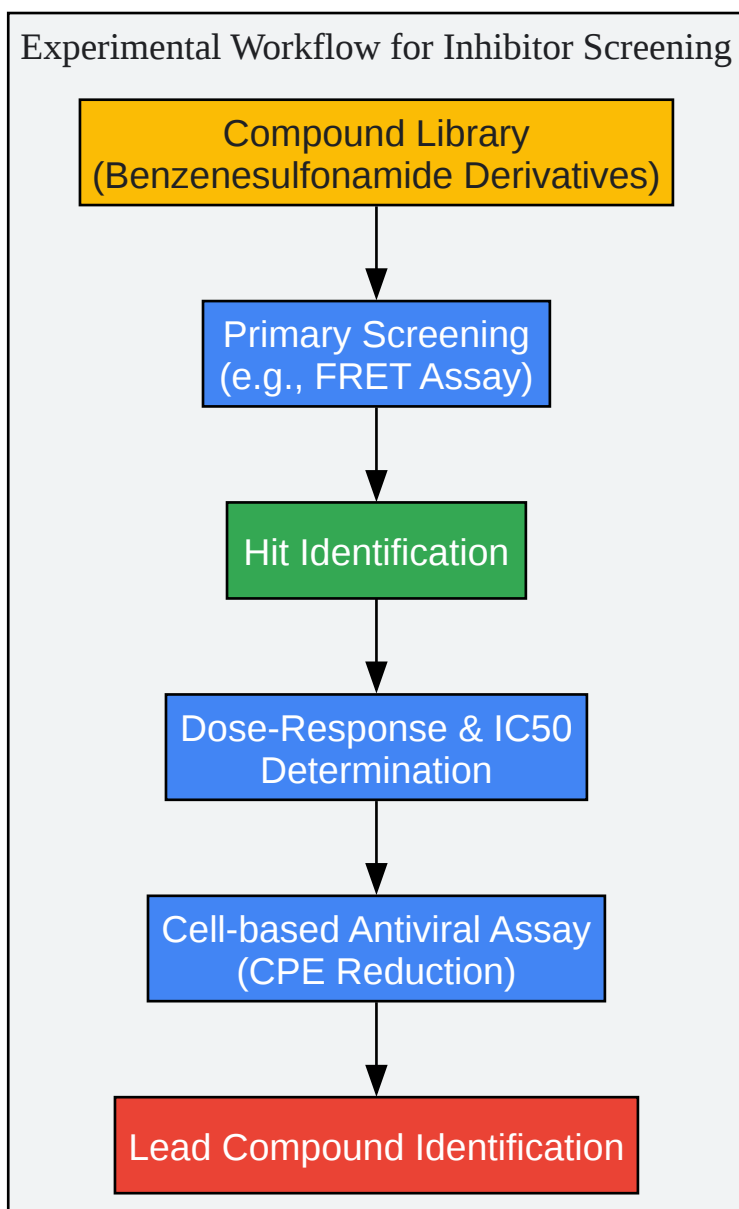 Experimental Workflow for Inhibitor Screening
Compound Library
(Benzenesulfonamide Derivatives)
Primary Screening
(e.g., FRET Assay)
Hit Identification
Dose-Response & IC50
Determination
Cell-based Antiviral Assay
(CPE Reduction)
Lead Compound Identification